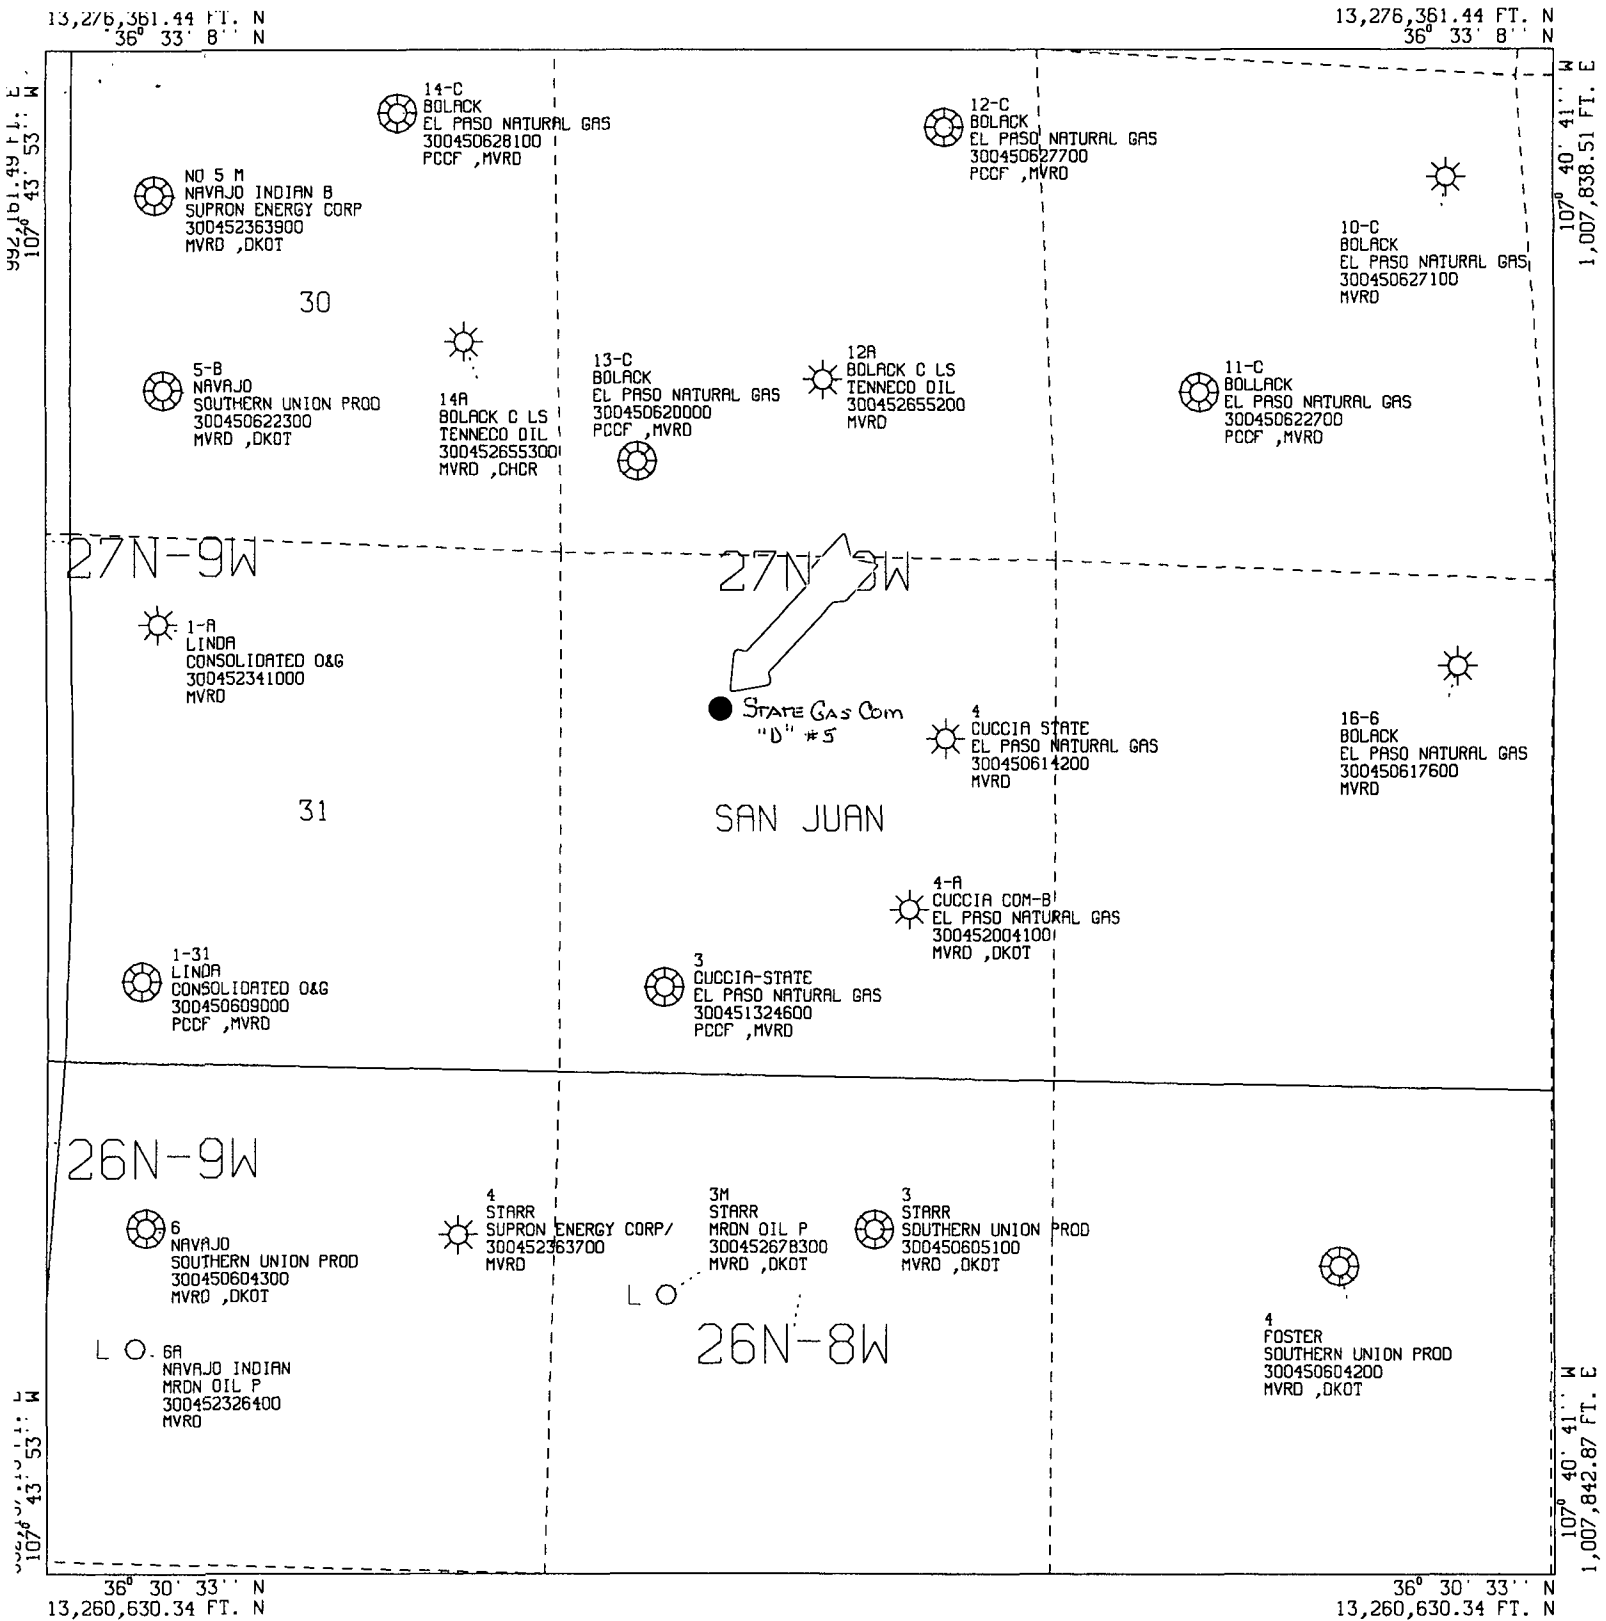 13,276,361.44 FT. N
36° 33' 8'' N
13,276,361.44 FT. N
36° 33' 8'' N
992,161.49 FT. E
107° 43' 53'' W
107° 40' 41'' W
1,007,838.51 FT. E
14-C
BOLACK
EL PASO NATURAL GAS
300450628100
PCCF ,MVRD
12-C
BOLACK
EL PASO NATURAL GAS
300450627700
PCCF ,MVRD
NO 5 M
NAVAJO INDIAN B
SUPRON ENERGY CORP
300452363900
MVRD ,DKOT
10-C
BOLACK
EL PASO NATURAL GAS
300450627100
MVRD
30
5-B
NAVAJO
SOUTHERN UNION PROD
300450622300
MVRD ,DKOT
14A
BOLACK C LS
TENNECO OIL
300452655300
MVRD ,CHCR
13-C
BOLACK
EL PASO NATURAL GAS
300450620000
PCCF ,MVRD
12A
BOLACK C LS
TENNECO OIL
300452655200
MVRD
11-C
BOLLACK
EL PASO NATURAL GAS
300450622700
PCCF ,MVRD
27N-9W
27N W
1-A
LINDA
CONSOLIDATED O&G
300452341000
MVRD
STATE GAS COM
"D" #5
4
CUCCIA STATE
EL PASO NATURAL GAS
300450614200
MVRD
16-6
BOLACK
EL PASO NATURAL GAS
300450617600
MVRD
31
SAN JUAN
4-A
CUCCIA COM-B
EL PASO NATURAL GAS
300452004100
MVRD ,DKOT
1-31
LINDA
CONSOLIDATED O&G
300450609000
PCCF ,MVRD
3
CUCCIA-STATE
EL PASO NATURAL GAS
300451324600
PCCF ,MVRD
26N-9W
6
NAVAJO
SOUTHERN UNION PROD
300450604300
MVRD ,DKOT
4
STARR
SUPRON ENERGY CORP/
300452363700
MVRD
3M
STARR
MRDN OIL P
300452678300
MVRD ,DKOT
3
STARR
SOUTHERN UNION PROD
300450605100
MVRD ,DKOT
L
26N-8W
4
FOSTER
SOUTHERN UNION PROD
300450604200
MVRD ,DKOT
L
6A
NAVAJO INDIAN
MRDN OIL P
300452326400
MVRD
107° 43' 53'' W
107° 40' 41'' W
1,007,842.87 FT. E
36° 30' 33'' N
13,260,630.34 FT. N
36° 30' 33'' N
13,260,630.34 FT. N